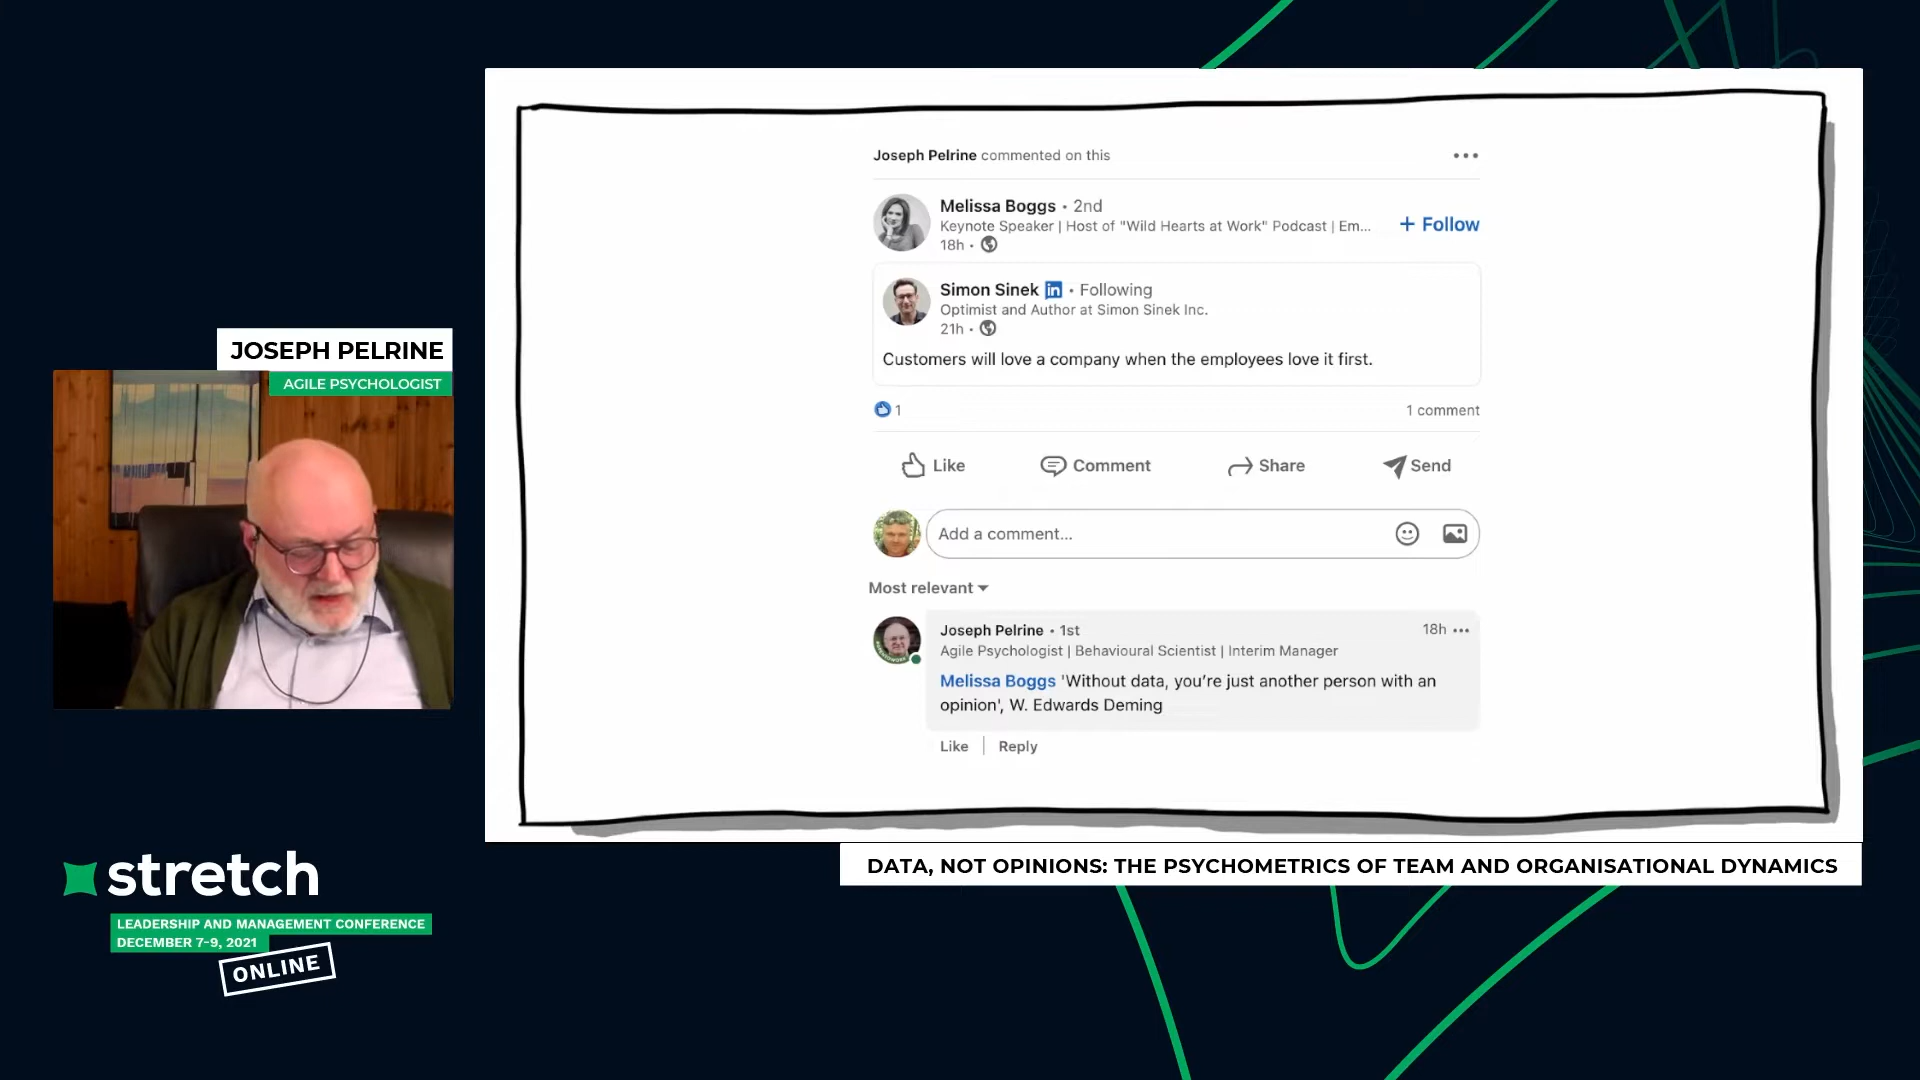 JOSEPH PELRINE
AGILE PSYCHOLOGIST
Joseph Pelrine commented on this
Melissa Boggs • 2nd
Keynote Speaker | Host of "Wild Hearts at Work" Podcast | Em...
18h •
+ Follow
Simon Sinek in • Following
Optimist and Author at Simon Sinek Inc.
21h •
Customers will love a company when the employees love it first.
1
1 comment
Like
Comment
Share
Send
Add a comment...
Most relevant
Joseph Pelrine • 1st
18h
Agile Psychologist | Behavioural Scientist | Interim Manager
Melissa Boggs 'Without data, you’re just another person with an
opinion', W. Edwards Deming
Like | Reply
DATA, NOT OPINIONS: THE PSYCHOMETRICS OF TEAM AND ORGANISATIONAL DYNAMICS
stretch
LEADERSHIP AND MANAGEMENT CONFERENCE
DECEMBER 7-9, 2021
ONLINE